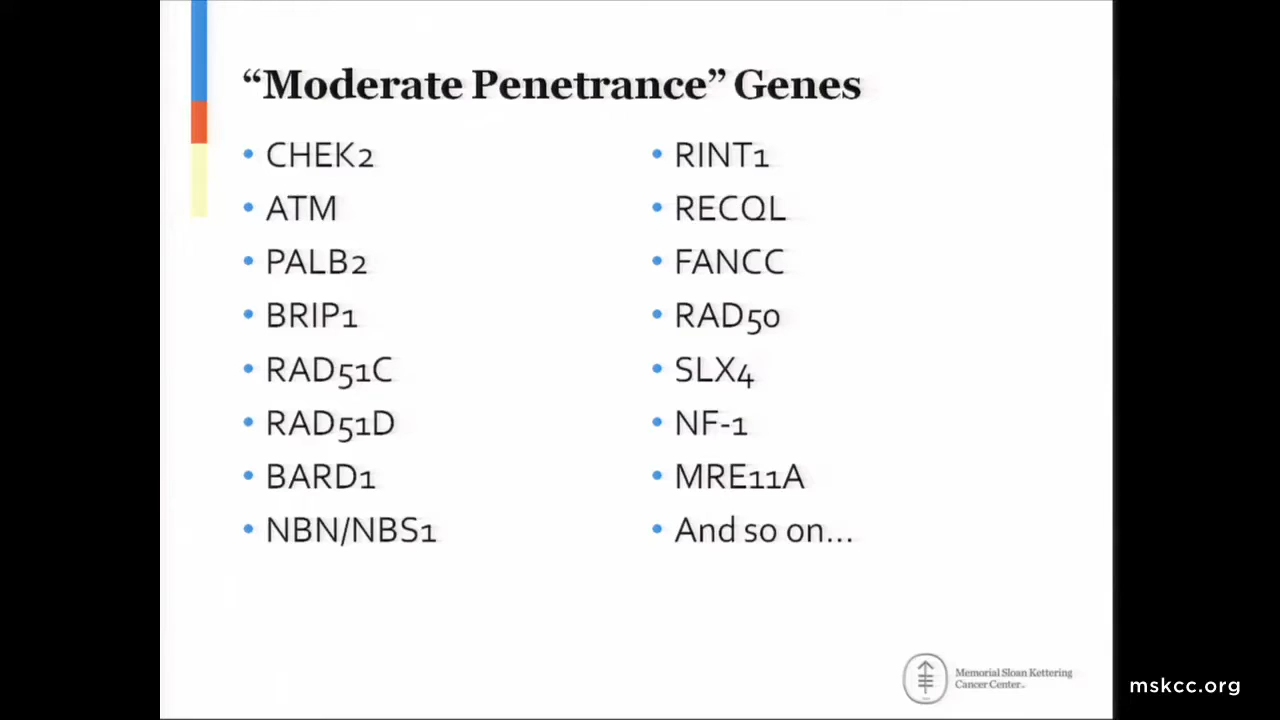 “Moderate Penetrance” Genes
• CHEK2
• ATM
• PALB2
• BRIP1
• RAD51C
• RAD51D
• BARD1
• NBN/NBS1
• RINT1
• RECQL
• FANCC
• RAD50
• SLX4
• NF-1
• MRE11A
• And so on...
Memorial Sloan Kettering
Cancer Center
mskcc.org